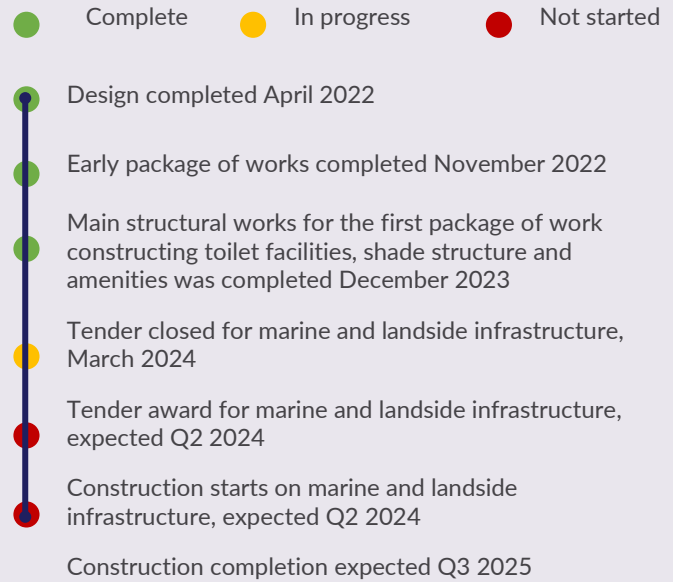 Complete In progress Not started
Design completed April 2022
Early package of works completed November 2022
Main structural works for the first package of work
constructing toilet facilities, shade structure and
amenities was completed December 2023
Tender closed for marine and landside infrastructure,
March 2024
Tender award for marine and landside infrastructure,
expected Q2 2024
Construction starts on marine and landside
infrastructure, expected Q2 2024
Construction completion expected Q3 2025